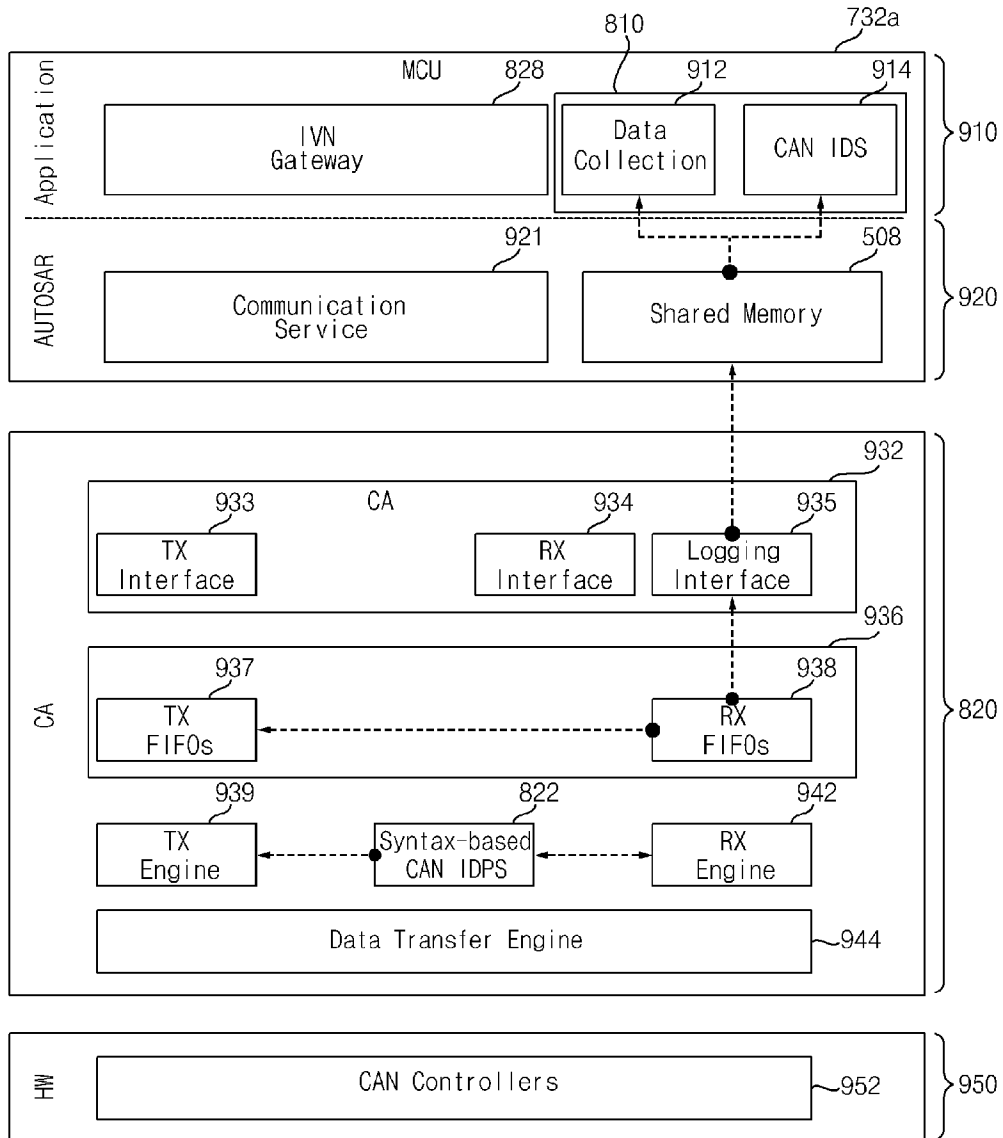 810
732a
MCU
828
912
914
Application
IVN
Gateway
Data
Collection
CAN IDS
910
921
508
AUTOSAR
Communication
Service
Shared Memory
920
932
CA
933
934
935
TX
Interface
RX
Interface
Logging
Interface
936
937
938
CA
TX
FIFOs
RX
FIFOs
820
939
822
942
TX
Engine
Syntax-based
CAN IDPS
RX
Engine
Data Transfer Engine
944
HW
CAN Controllers
952
950